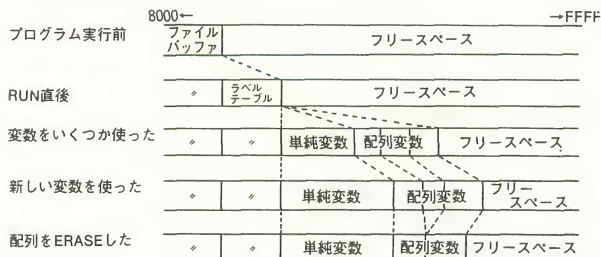 8000← →FFFF
プログラム実行前 ファイル バッファ フリースペース
RUN直後 〃 ラベル テーブル フリースペース
変数をいくつか使った 〃 〃 単純変数 配列変数 フリースペース
新しい変数を使った 〃 〃 単純変数 配列変数 フリー スペース
配列をERASEした 〃 〃 単純変数 配列変数 フリースペース